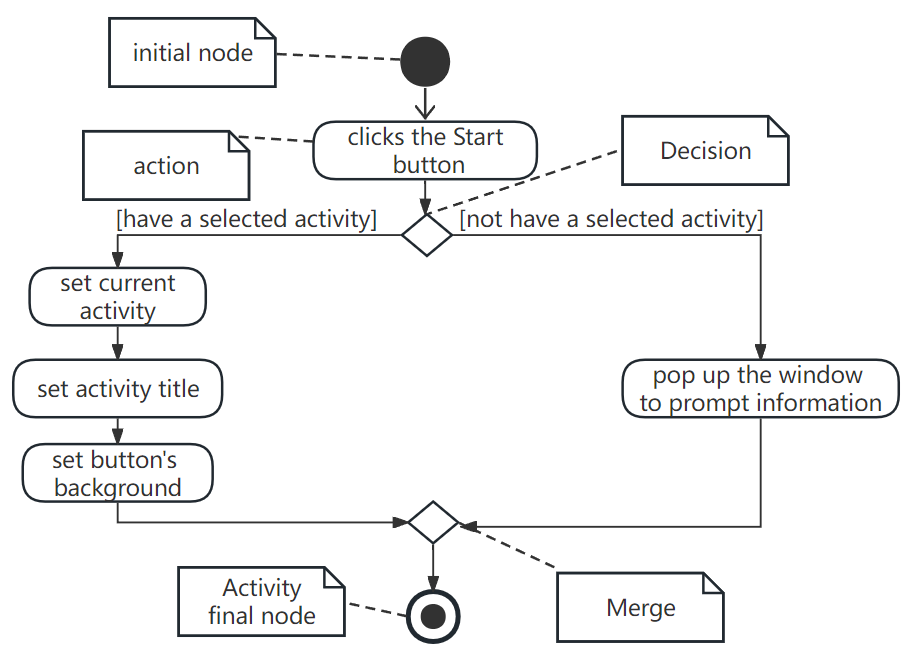 initial node
clicks the Start
button
action
Decision
[have a selected activity]
[not have a selected activity]
set current
activity
set activity title
pop up the window
to prompt information
set button's
background
Activity
final node
Merge